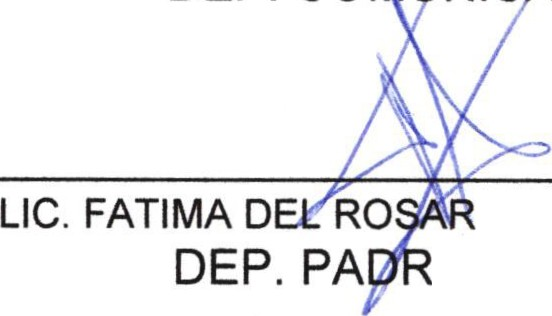 LIC. FATIMA DEL ROSAR
DEP. PADR